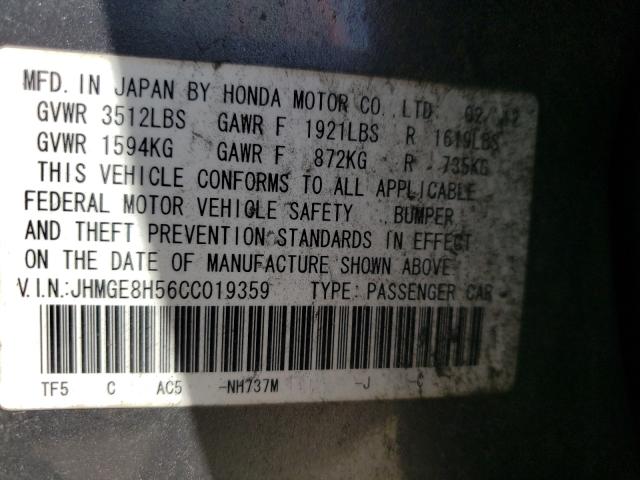 MFD. IN JAPAN BY HONDA MOTOR CO., LTD. 02/12
GVWR 3512LBS GAWR F 1921LBS R 1619LBS
GVWR 1594KG GAWR F 872KG R 735KG
THIS VEHICLE CONFORMS TO ALL APPLICABLE
FEDERAL MOTOR VEHICLE SAFETY, BUMPER,
AND THEFT PREVENTION STANDARDS IN EFFECT
ON THE DATE OF MANUFACTURE SHOWN ABOVE.
V.I.N.:JHMGE8H56CC019359 TYPE: PASSENGER CAR
TF5 C AC5 -NH737M -J -C